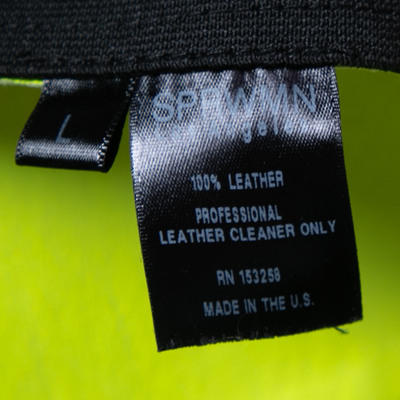 L
SPRWMN
100% LEATHER
PROFESSIONAL
LEATHER CLEANER ONLY
RN 153258
MADE IN THE U.S.